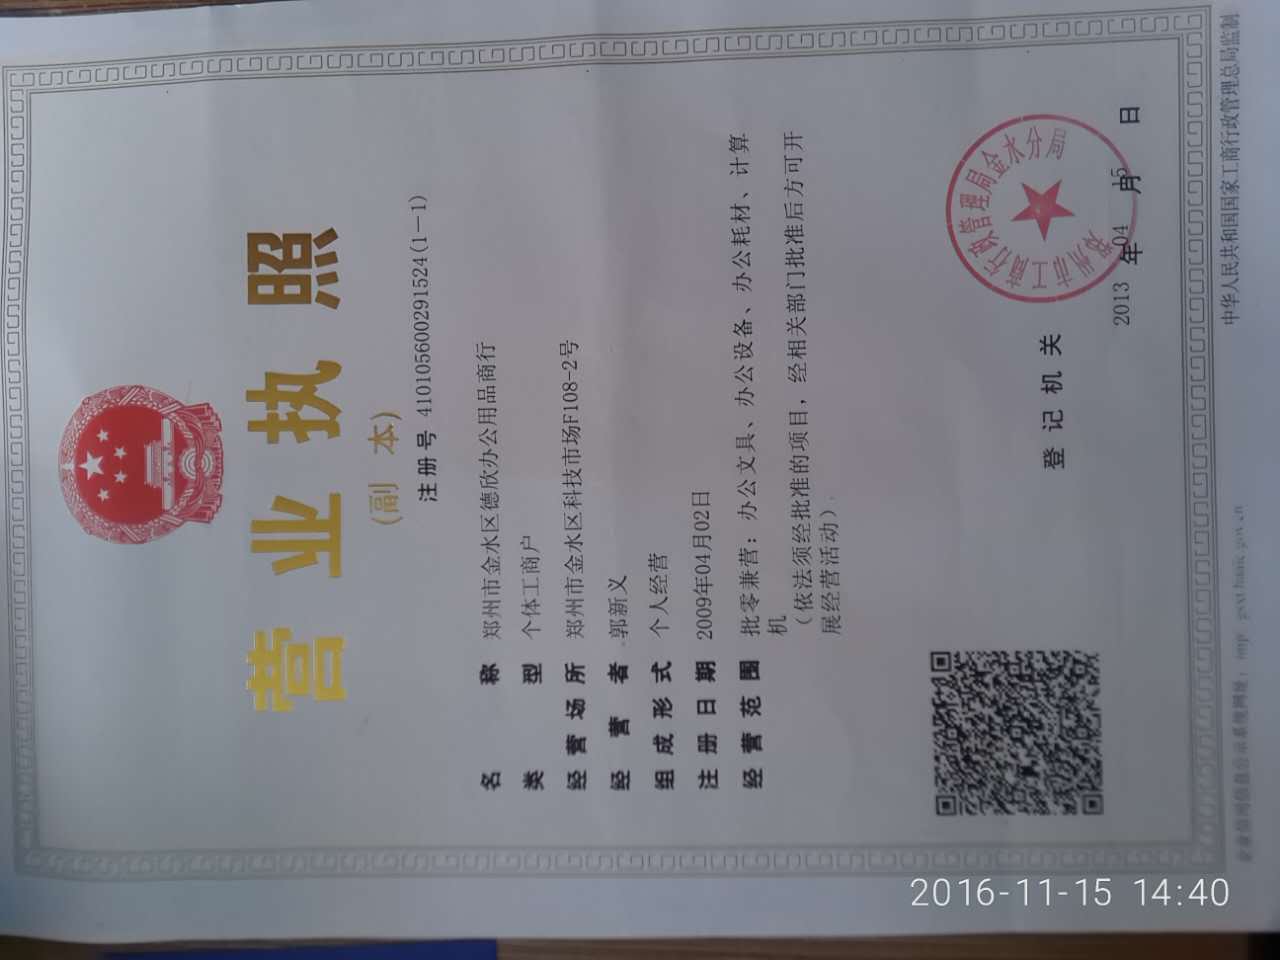 营业执照
(副 本)
注册号 410105600291524(1—1)
名称 郑州市金水区德欣办公用品商行
类型 个体工商户
经营场所 郑州市金水区科技市场F108-2号
经营者 郭新义
组成形式 个人经营
注册日期 2009年04月02日
经营范围 批零兼营：办公文具、办公设备、办公耗材、计算
机
（依法须经批准的项目，经相关部门批准后方可开
展经营活动）
登记机关
郑州市工商行政管理局金水分局
2013 年04 月15 日
企业信用信息公示系统网址：
中华人民共和国国家工商行政管理总局监制
2016-11-15 14:40